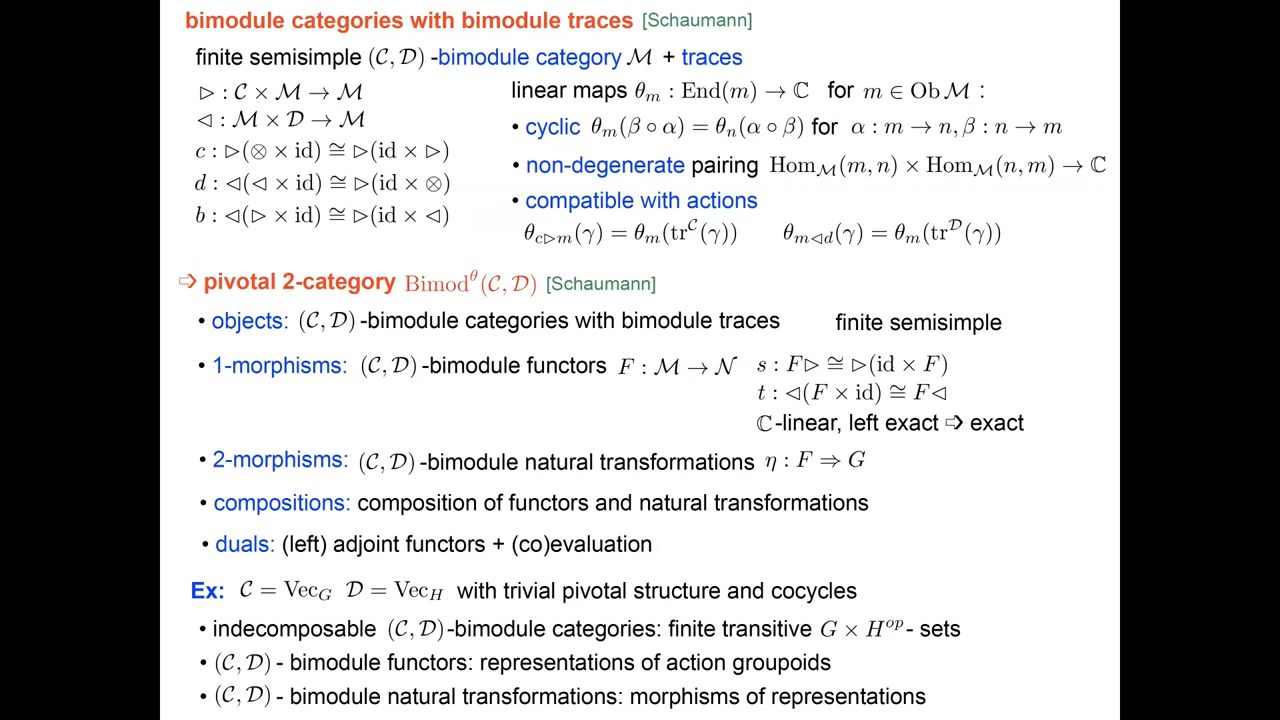 bimodule categories with bimodule traces [Schaumann]
finite semisimple (𝒞, 𝒟) -bimodule category ℳ + traces
▷ : 𝒞 × ℳ → ℳ
◁ : ℳ × 𝒟 → ℳ
c : ▷(⊗ × id) ≅ ▷(id × ▷)
d : ◁(◁ × id) ≅ ▷(id × ⊗)
b : ◁(▷ × id) ≅ ▷(id × ◁)
linear maps θ_m : End(m) → ℂ for m ∈ Ob ℳ :
• cyclic θ_m(β ∘ α) = θ_n(α ∘ β) for α : m → n, β : n → m
• non-degenerate pairing Hom_ℳ(m, n) × Hom_ℳ(n, m) → ℂ
• compatible with actions
θ_{c▷m}(γ) = θ_m(tr^𝒞(γ)) θ_{m◁d}(γ) = θ_m(tr^𝒟(γ))
➩ pivotal 2-category Bimod^θ(𝒞, 𝒟) [Schaumann]
• objects: (𝒞, 𝒟) -bimodule categories with bimodule traces finite semisimple
• 1-morphisms: (𝒞, 𝒟) -bimodule functors F : ℳ → 𝒩 s : F▷ ≅ ▷(id × F)
t : ◁(F × id) ≅ F◁
ℂ-linear, left exact ➩ exact
• 2-morphisms: (𝒞, 𝒟) -bimodule natural transformations η : F ⇒ G
• compositions: composition of functors and natural transformations
• duals: (left) adjoint functors + (co)evaluation
Ex: 𝒞 = Vec_G 𝒟 = Vec_H with trivial pivotal structure and cocycles
• indecomposable (𝒞, 𝒟)-bimodule categories: finite transitive G × H^{op}- sets
• (𝒞, 𝒟) - bimodule functors: representations of action groupoids
• (𝒞, 𝒟) - bimodule natural transformations: morphisms of representations